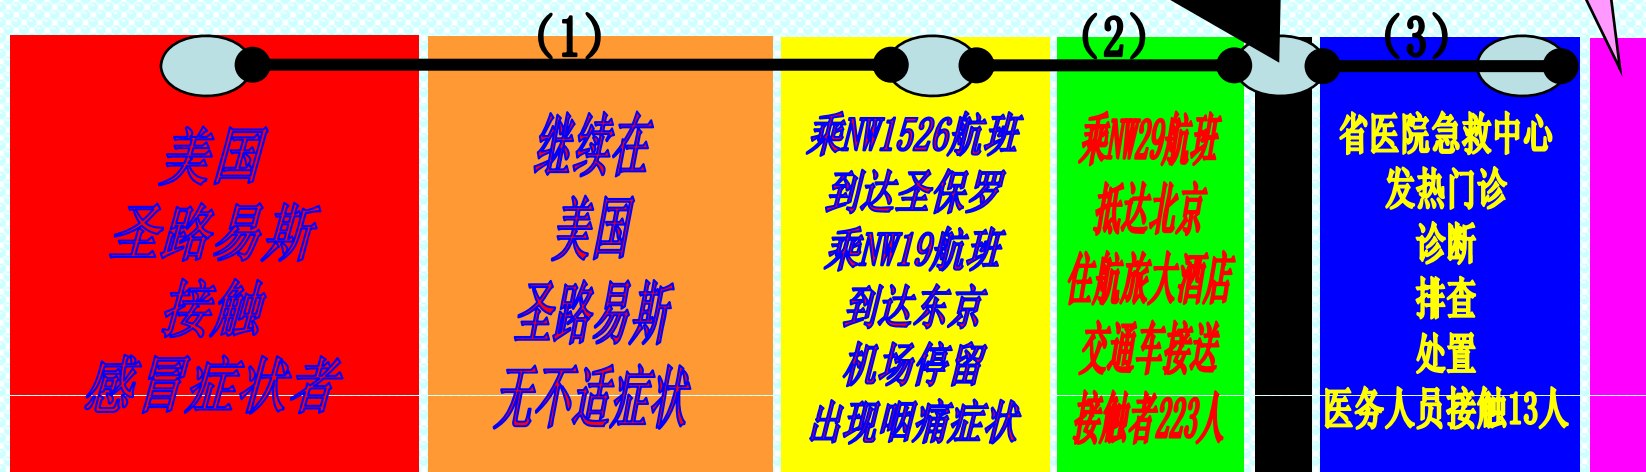 (1)
(2)
(3)
美国
圣路易斯
接触
感冒症状者
继续在
美国
圣路易斯
无不适症状
乘NW1526航班
到达圣保罗
乘NW19航班
到达东京
机场停留
出现咽痛症状
乘NW29航班
抵达北京
住航旅大酒店
交通车接送
接触者223人
省医院急救中心
发热门诊
诊断
排查
处置
医务人员接触13人